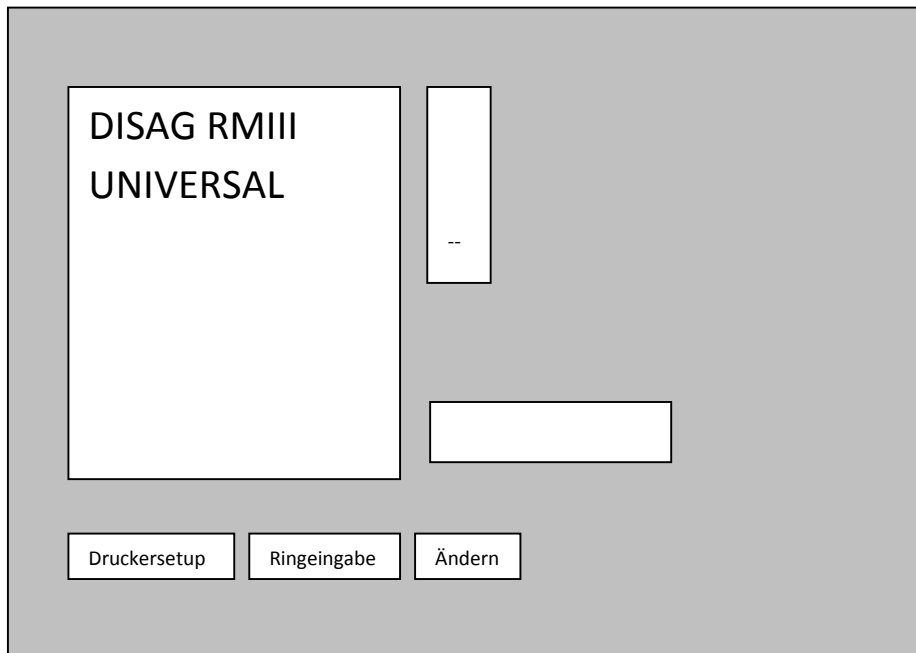 DISAG RMIII
UNIVERSAL
--
Druckersetup
Ringeingabe
Ändern